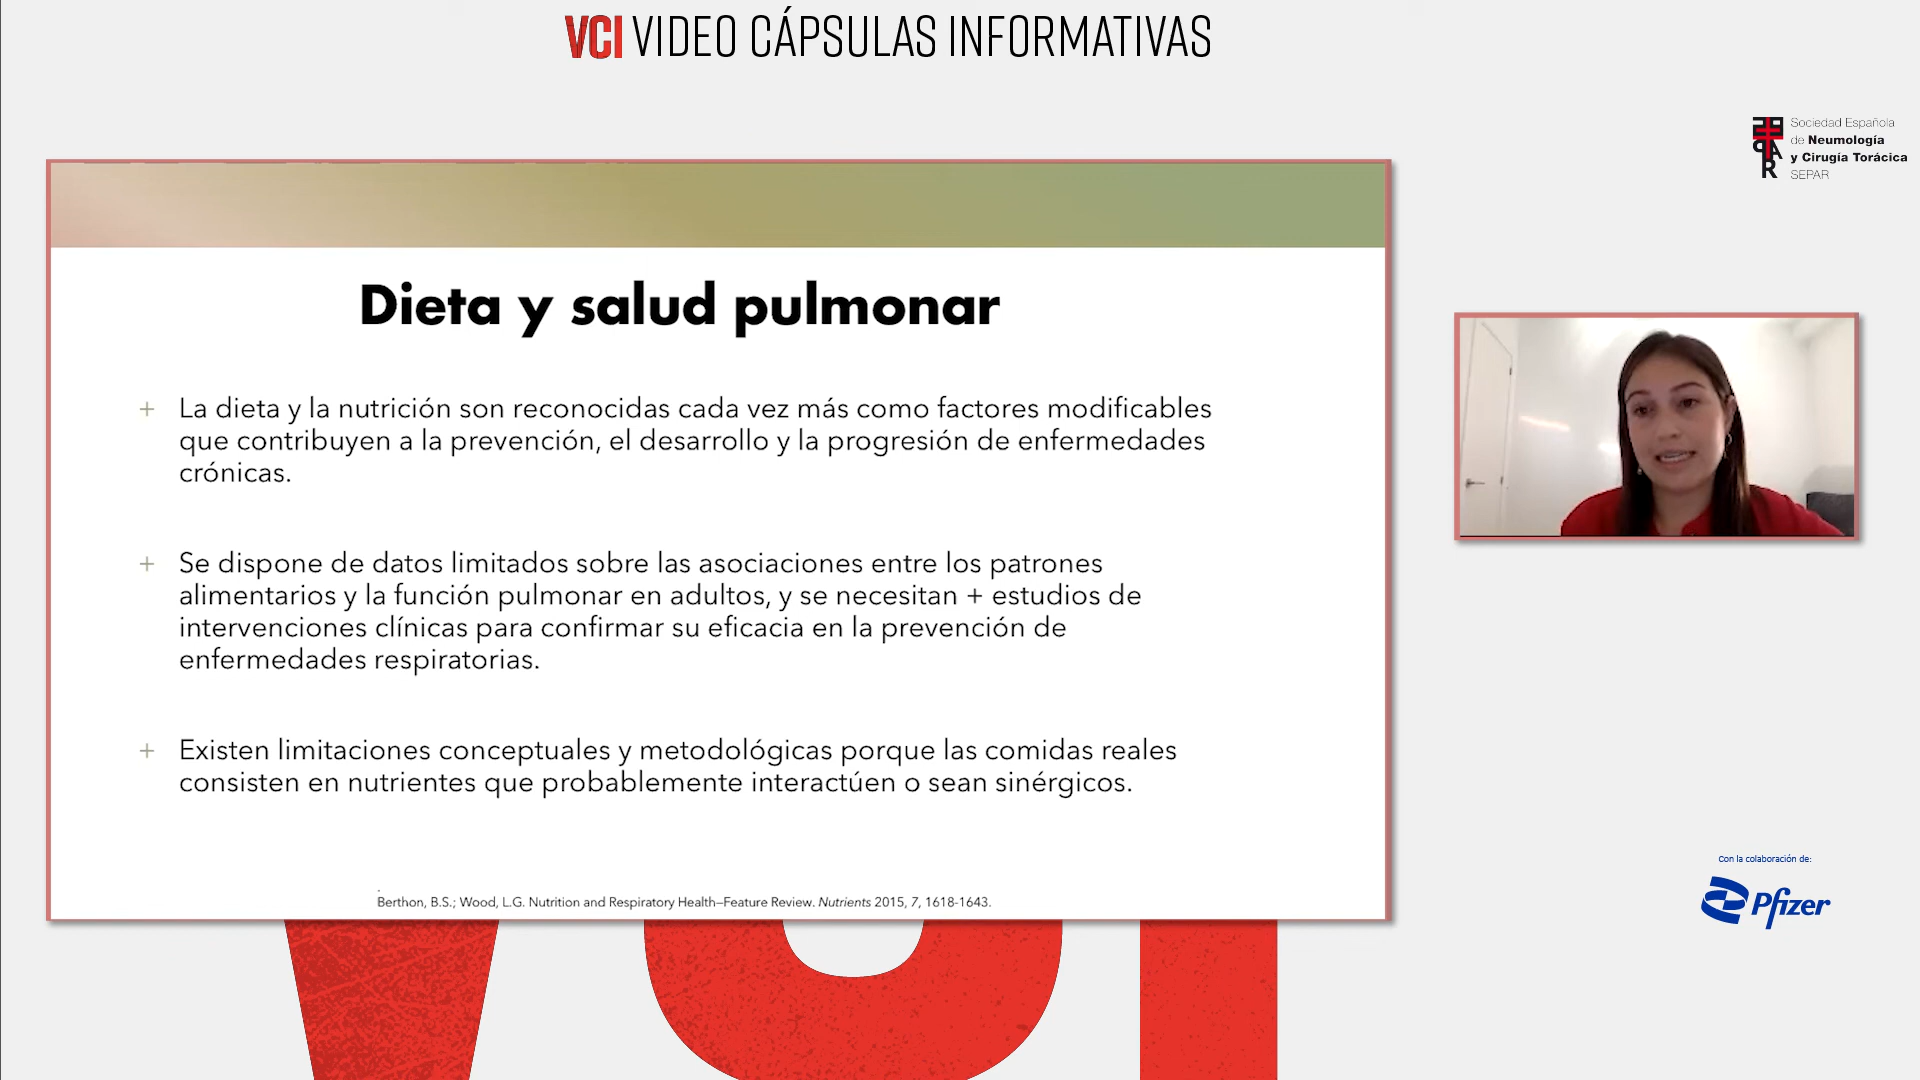 VCI VIDEO CÁPSULAS INFORMATIVAS
Sociedad Española
de Neumología
y Cirugía Torácica
SEPAR
Dieta y salud pulmonar
+ La dieta y la nutrición son reconocidas cada vez más como factores modificables
que contribuyen a la prevención, el desarrollo y la progresión de enfermedades
crónicas.
+ Se dispone de datos limitados sobre las asociaciones entre los patrones
alimentarios y la función pulmonar en adultos, y se necesitan + estudios de
intervenciones clínicas para confirmar su eficacia en la prevención de
enfermedades respiratorias.
+ Existen limitaciones conceptuales y metodológicas porque las comidas reales
consisten en nutrientes que probablemente interactúen o sean sinérgicos.
.
Berthon, B.S.; Wood, L.G. Nutrition and Respiratory Health—Feature Review. Nutrients 2015, 7, 1618-1643.
Con la colaboración de:
Pfizer
VCI